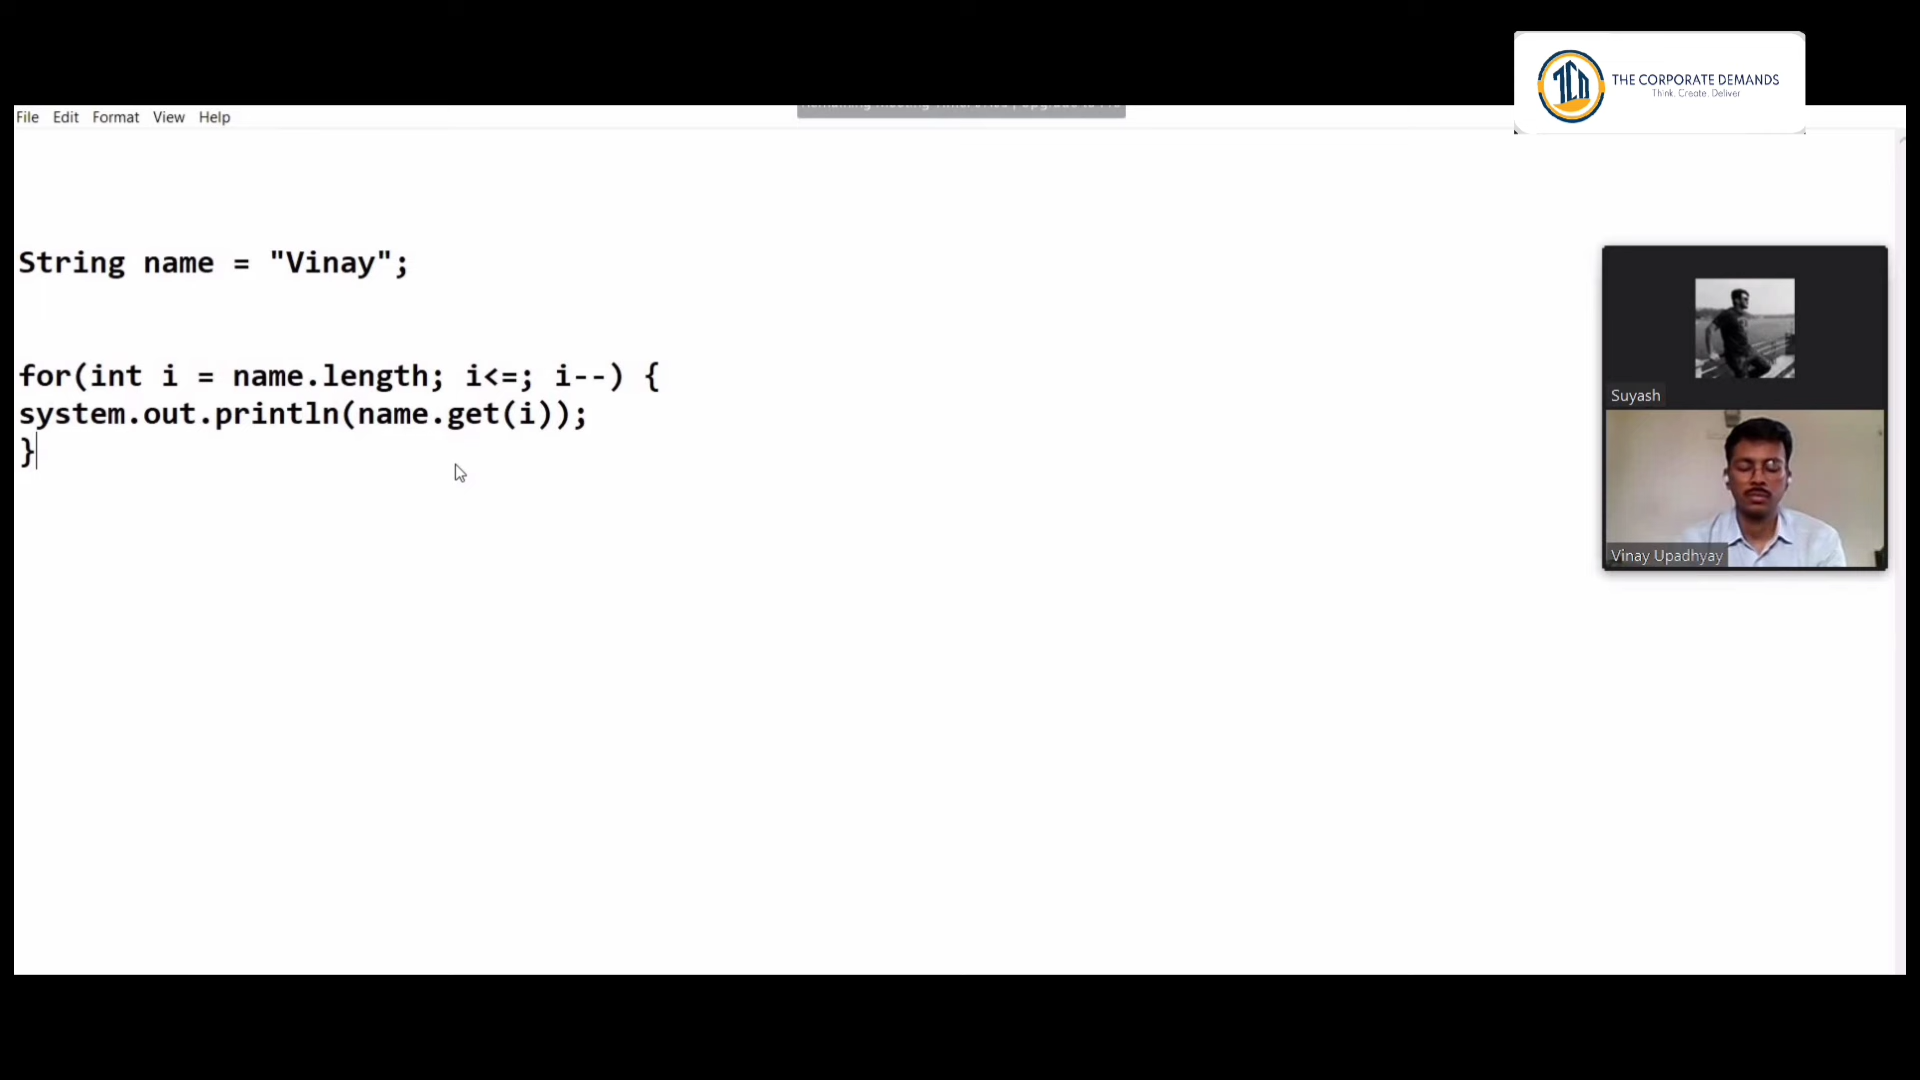 THE CORPORATE DEMANDS
Think. Create. Deliver
File Edit Format View Help
String name = "Vinay";
for(int i = name.length; i<=; i--) {
system.out.println(name.get(i));
}
Suyash
Vinay Upadhyay